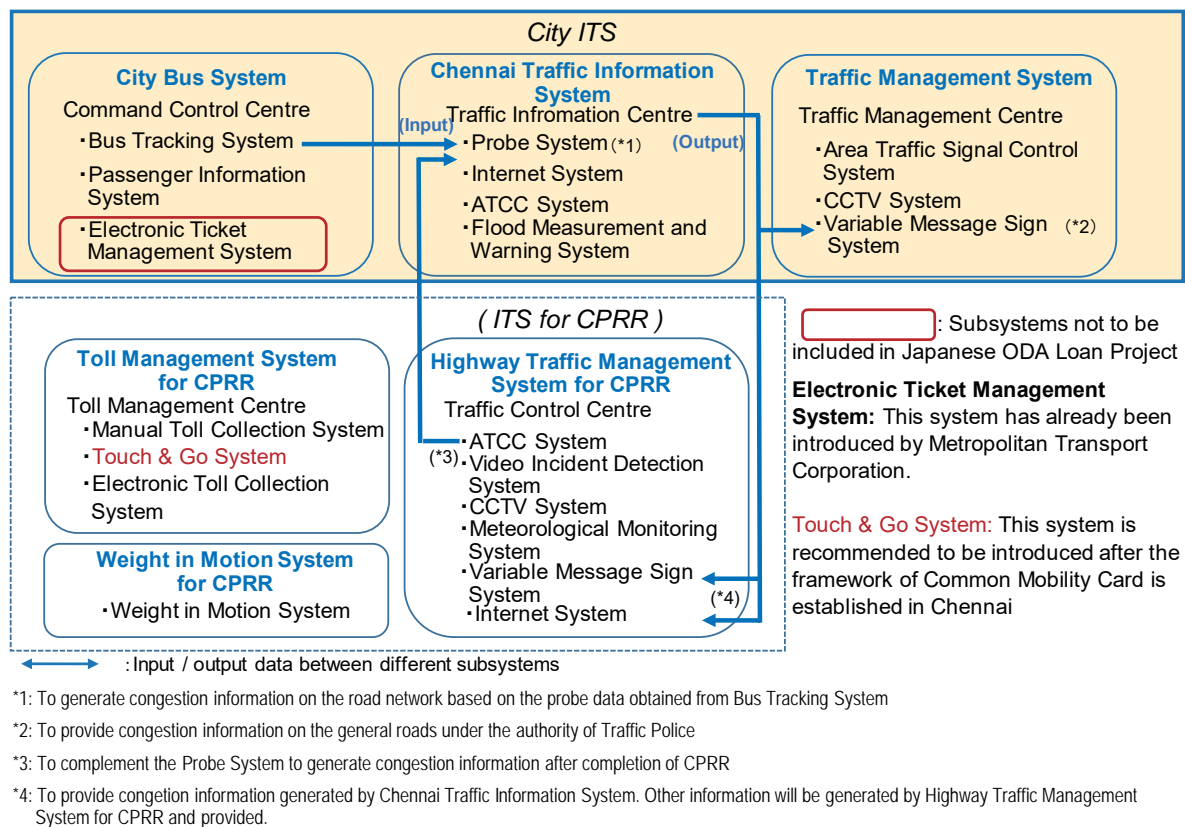 City ITS
City Bus System
Command Control Centre
・Bus Tracking System
・Passenger Information
System
・Electronic Ticket
Management System
(Input)
Chennai Traffic Information
System
Traffic Infromation Centre
・Probe System(*1)
(Output)
・Internet System
・ATCC System
・Flood Measurement and
Warning System
Traffic Management System
Traffic Management Centre
・Area Traffic Signal Control
System
・CCTV System
・Variable Message Sign (*2)
System
( ITS for CPRR )
Toll Management System
for CPRR
Toll Management Centre
・Manual Toll Collection System
・Touch & Go System
・Electronic Toll Collection
System
Weight in Motion System
for CPRR
・Weight in Motion System
Highway Traffic Management
System for CPRR
Traffic Control Centre
・ATCC System
(*3)
・Video Incident Detection
System
・CCTV System
・Meteorological Monitoring
System
・Variable Message Sign
System
(*4)
・Internet System
: Subsystems not to be
included in Japanese ODA Loan Project
Electronic Ticket Management
System: This system has already been
introduced by Metropolitan Transport
Corporation.
Touch & Go System: This system is
recommended to be introduced after the
framework of Common Mobility Card is
established in Chennai
: Input / output data between different subsystems
*1: To generate congestion information on the road network based on the probe data obtained from Bus Tracking System
*2: To provide congestion information on the general roads under the authority of Traffic Police
*3: To complement the Probe System to generate congestion information after completion of CPRR
*4: To provide congetion information generated by Chennai Traffic Information System. Other information will be generated by Highway Traffic Management
System for CPRR and provided.